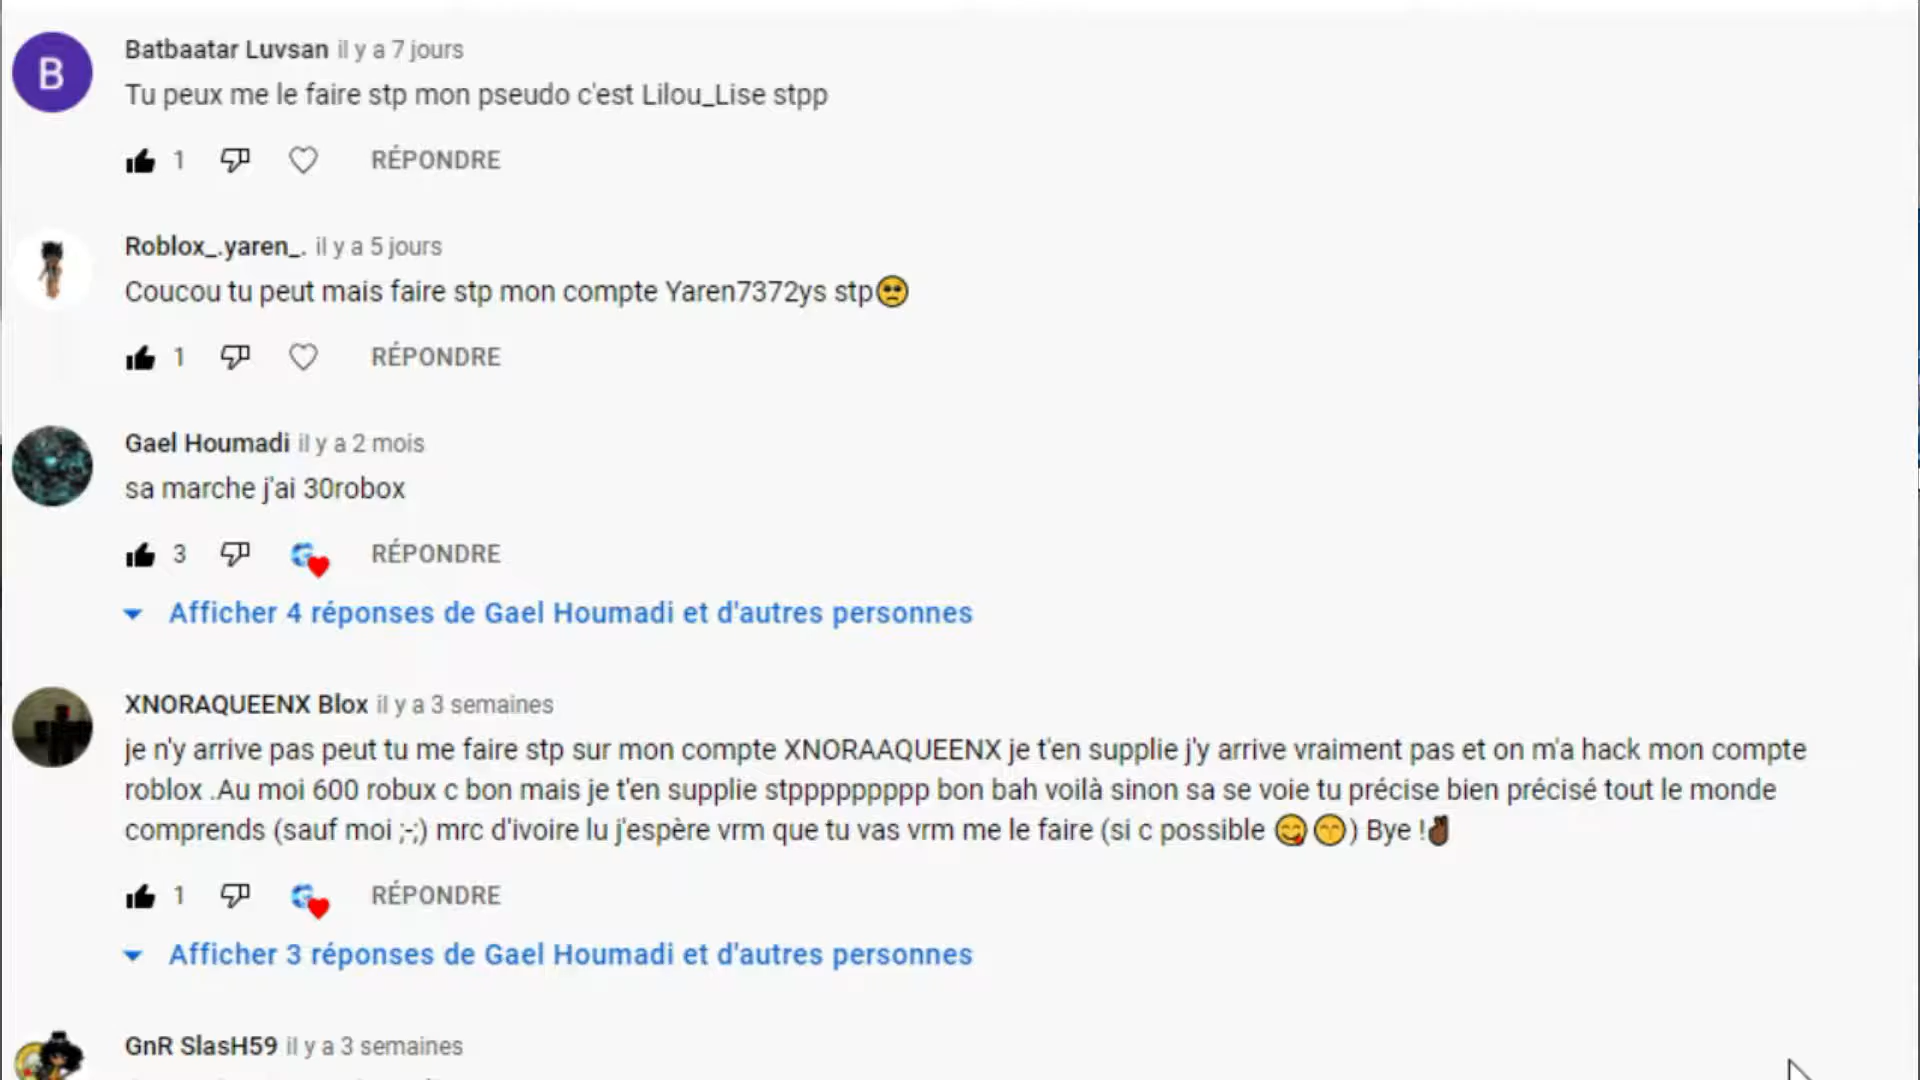 B
Batbaatar Luvsan il y a 7 jours
Tu peux me le faire stp mon pseudo c'est Lilou_Lise stpp
1 RÉPONDRE
Roblox_.yaren_. il y a 5 jours
Coucou tu peut mais faire stp mon compte Yaren7372ys stp🥺
1 RÉPONDRE
Gael Houmadi il y a 2 mois
sa marche j'ai 30robox
3 RÉPONDRE
Afficher 4 réponses de Gael Houmadi et d'autres personnes
XNORAQUEENX Blox il y a 3 semaines
je n'y arrive pas peut tu me faire stp sur mon compte XNORAAQUEENX je t'en supplie j'y arrive vraiment pas et on m'a hack mon compte
roblox .Au moi 600 robux c bon mais je t'en supplie stppppppppp bon bah voilà sinon sa se voie tu précise bien précisé tout le monde
comprends (sauf moi ;-;) mrc d'ivoire lu j'espère vrm que tu vas vrm me le faire (si c possible 😋😁) Bye !✌🏿
1 RÉPONDRE
Afficher 3 réponses de Gael Houmadi et d'autres personnes
GnR SlasH59 il y a 3 semaines